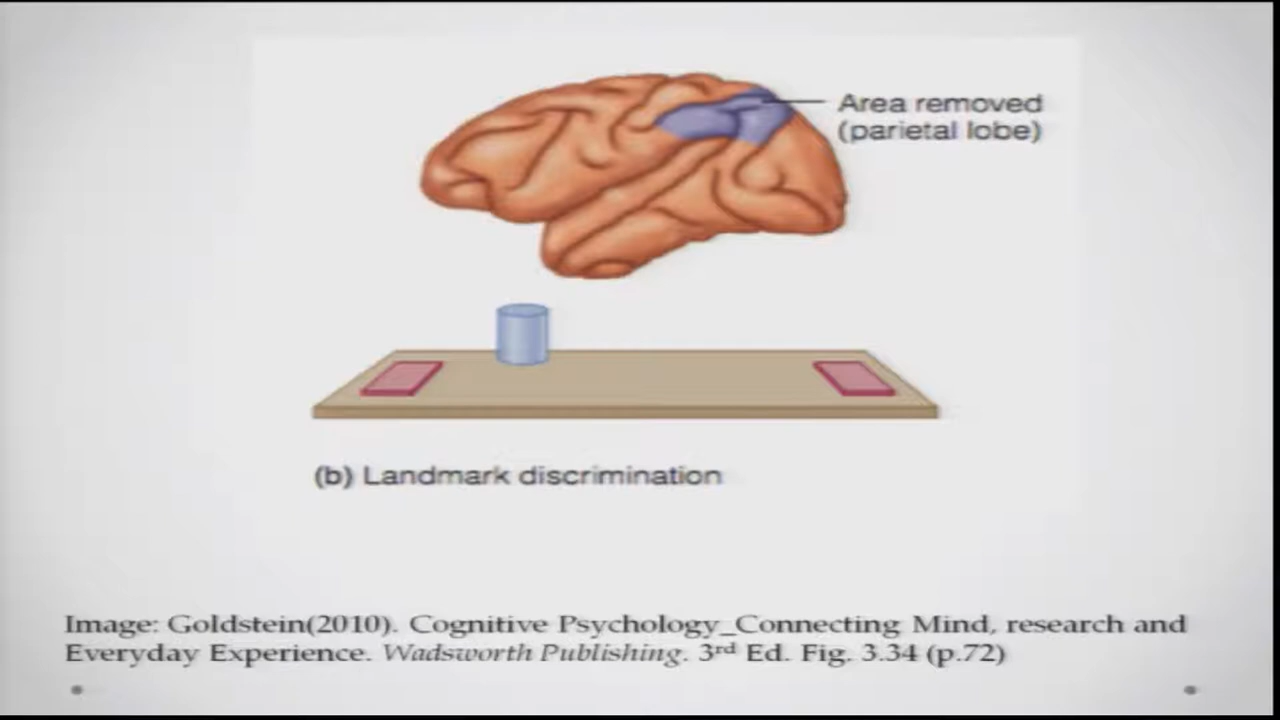 Area removed
(parietal lobe)
(b) Landmark discrimination
Image: Goldstein(2010). Cognitive Psychology_Connecting Mind, research and
Everyday Experience. Wadsworth Publishing. 3rd Ed. Fig. 3.34 (p.72)